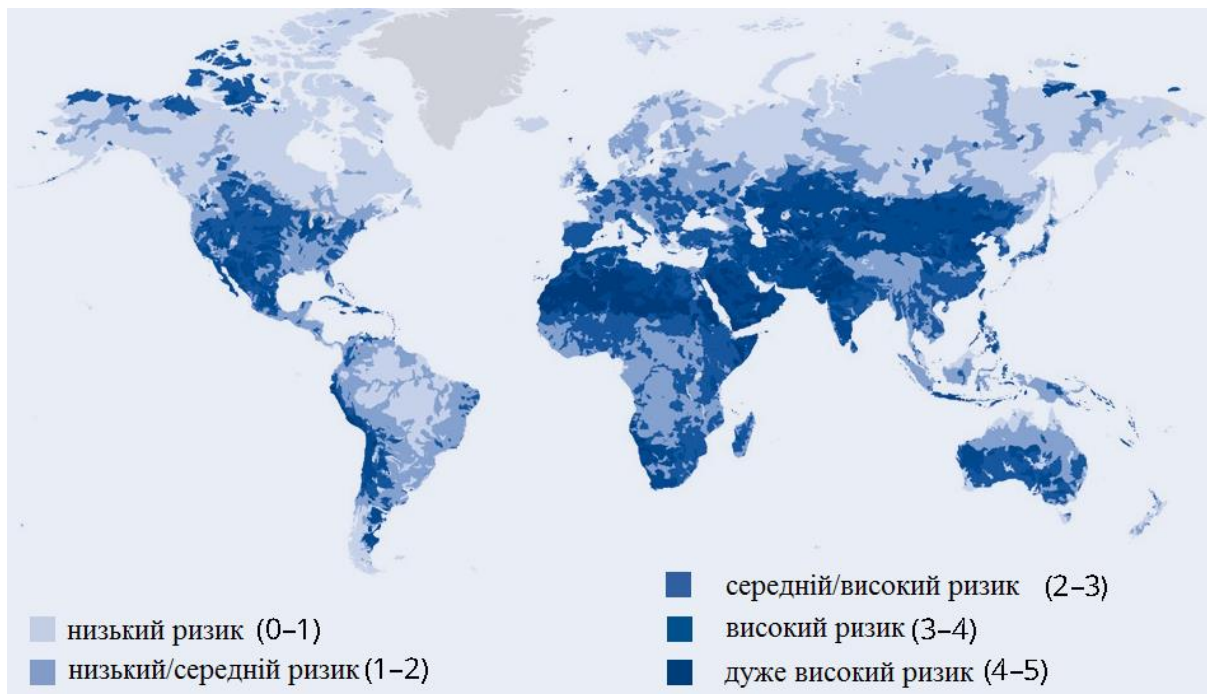 низький ризик (0–1)
низький/середній ризик (1–2)
середній/високий ризик (2–3)
високий ризик (3–4)
дуже високий ризик (4–5)